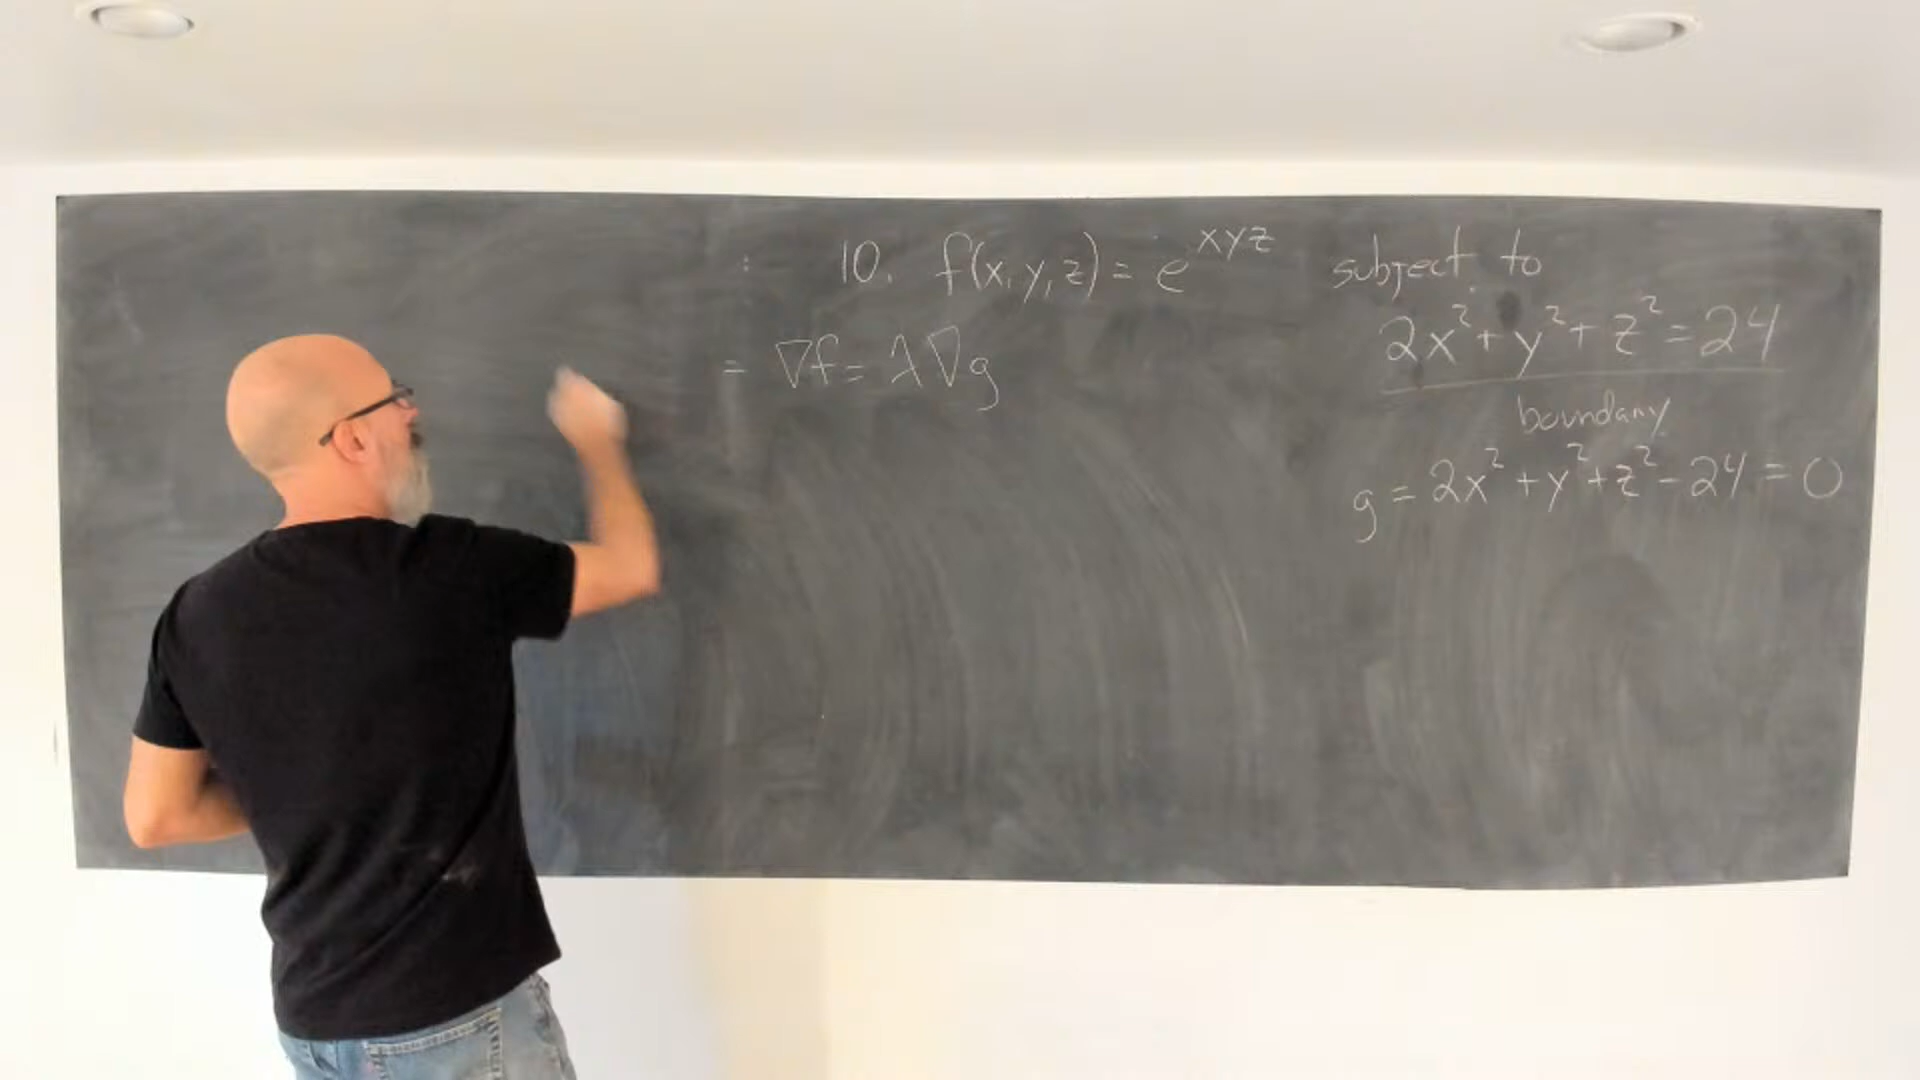 10. f(x,y,z) = e^xyz subject to
2x² + y² + z² = 24
= ∇f = λ∇g
boundary
g = 2x² + y² + z² - 24 = 0